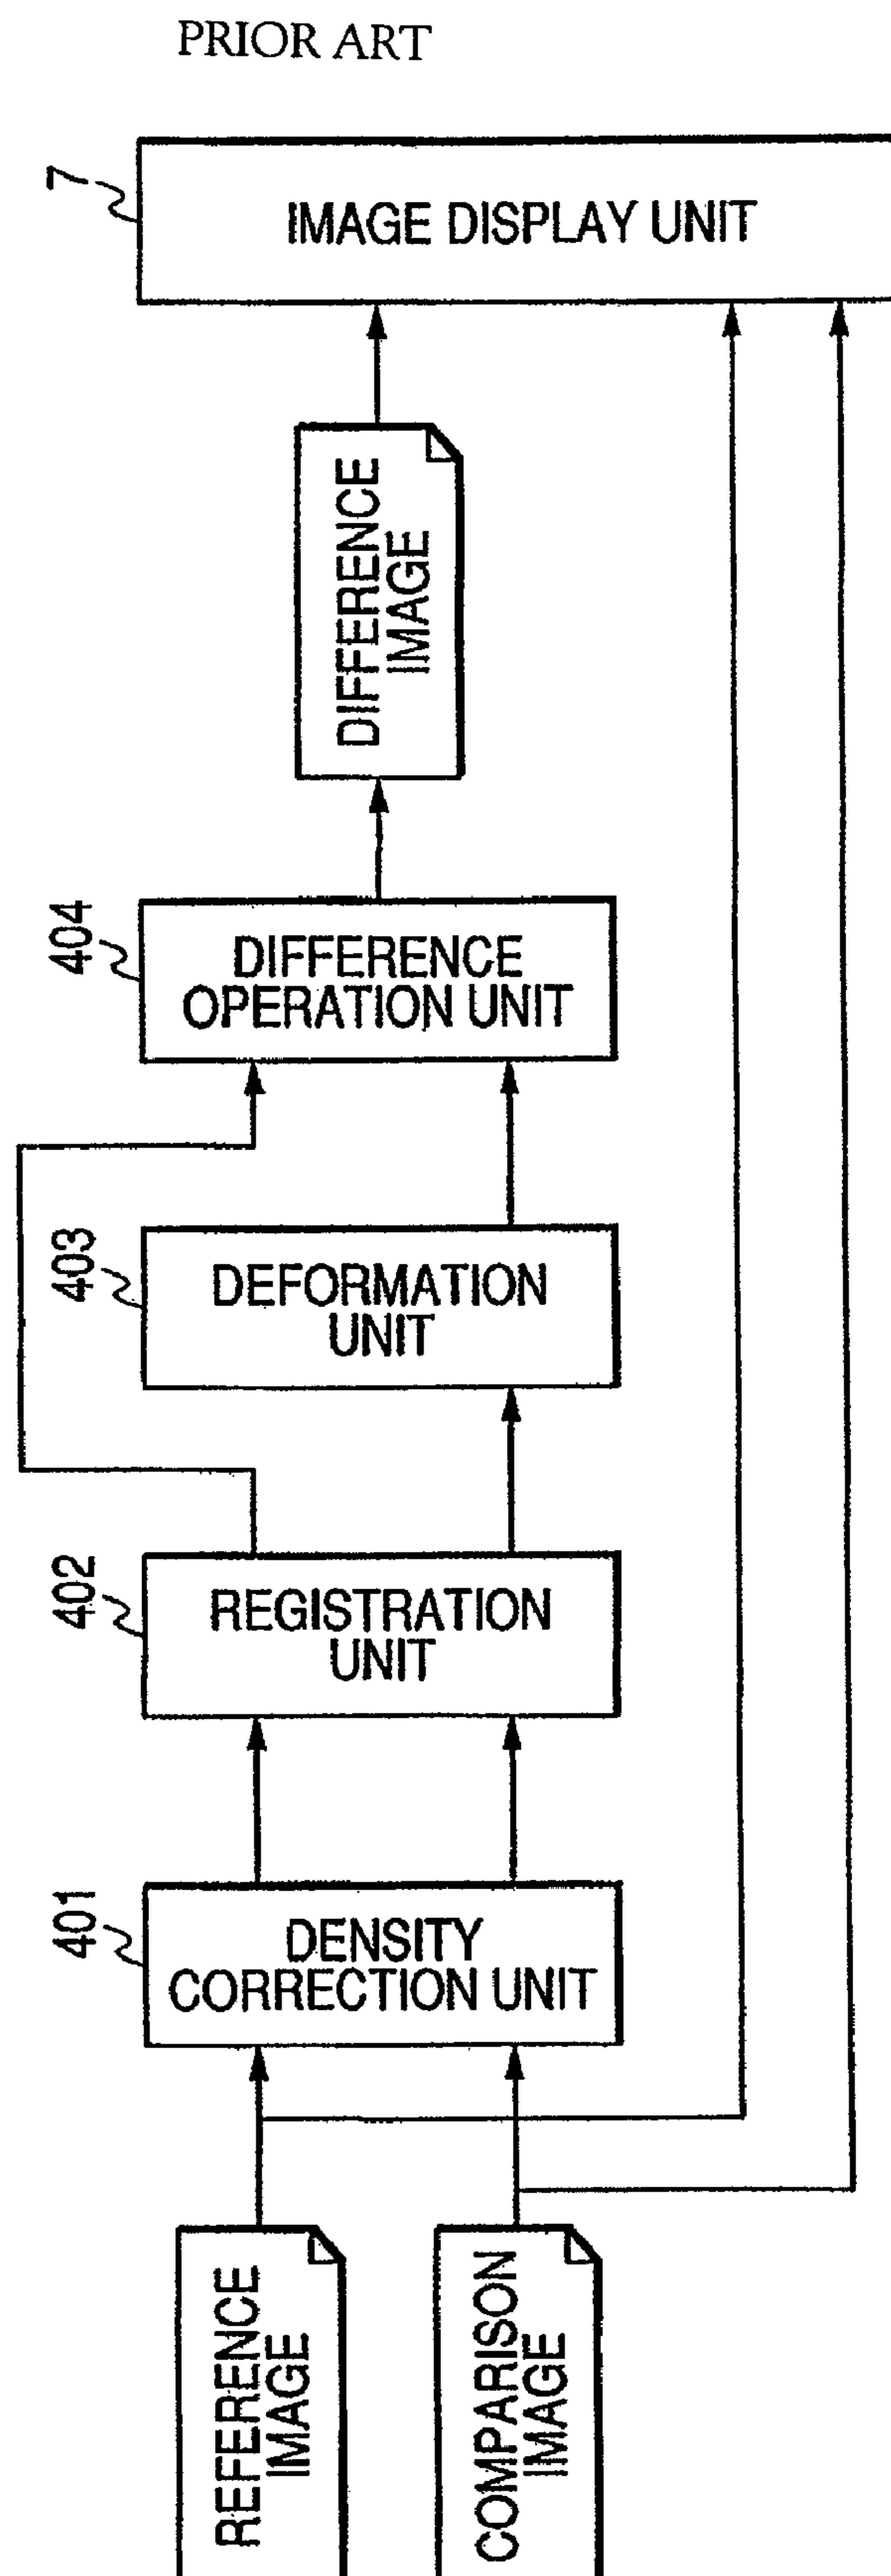 PRIOR ART
7
IMAGE DISPLAY UNIT
DIFFERENCE
IMAGE
404
DIFFERENCE
OPERATION UNIT
403
DEFORMATION
UNIT
402
REGISTRATION
UNIT
401
DENSITY
CORRECTION UNIT
REFERENCE
IMAGE
COMPARISON
IMAGE